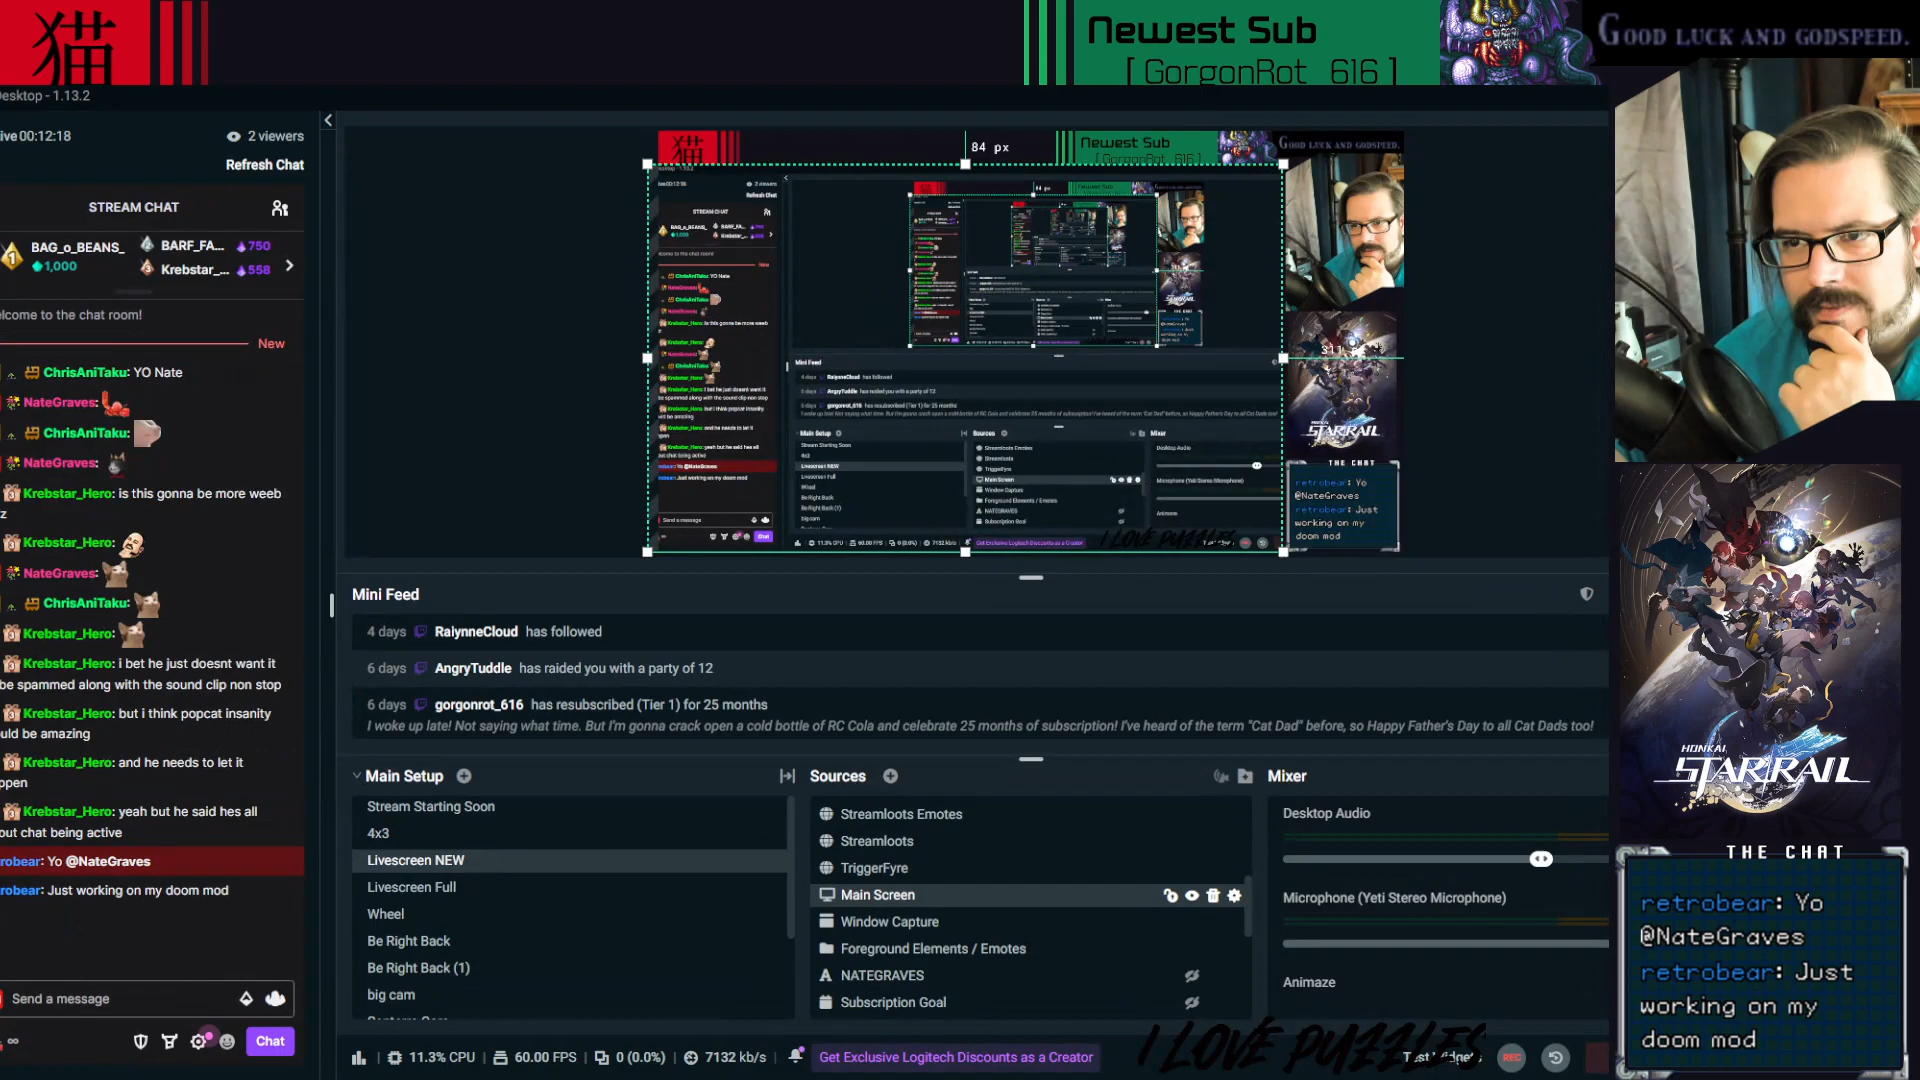 猫
Newest Sub
[ GorgonRot_616 ]
GOOD LUCK AND GODSPEED.
Desktop - 1.13.2
ive 00:12:18
2 viewers
Refresh Chat
STREAM CHAT
1 BAG_o_BEANS_ 1,000
BARF_FA... 750
3 Krebstar_... 558
elcome to the chat room!
New
ChrisAniTaku: YO Nate
NateGraves:
ChrisAniTaku:
NateGraves:
Krebstar_Hero: is this gonna be more weeb
z
Krebstar_Hero:
NateGraves:
ChrisAniTaku:
Krebstar_Hero:
Krebstar_Hero: i bet he just doesnt want it
be spammed along with the sound clip non stop
Krebstar_Hero: but i think popcat insanity
uld be amazing
Krebstar_Hero: and he needs to let it
ppen
Krebstar_Hero: yeah but he said hes all
out chat being active
robear: Yo @NateGraves
robear: Just working on my doom mod
Send a message
Chat
84 px
311
Mini Feed
4 days RalynneCloud has followed
6 days AngryTuddle has raided you with a party of 12
6 days gorgonrot_616 has resubscribed (Tier 1) for 25 months
I woke up late! Not saying what time. But I'm gonna crack open a cold bottle of RC Cola and celebrate 25 months of subscription! I've heard of the term "Cat Dad" before, so Happy Father's Day to all Cat Dads too!
Main Setup
Stream Starting Soon
4x3
Livescreen NEW
Livescreen Full
Wheel
Be Right Back
Be Right Back (1)
big cam
Sources
Streamloots Emotes
Streamloots
TriggerFyre
Main Screen
Window Capture
Foreground Elements / Emotes
NATEGRAVES
Subscription Goal
Mixer
Desktop Audio
Microphone (Yeti Stereo Microphone)
Animaze
11.3% CPU
60.00 FPS
0 (0.0%)
7132 kb/s
Get Exclusive Logitech Discounts as a Creator
I LOVE PUZZLES
Test Widgets
REC
HONKAI
STAR RAIL
THE CHAT
retrobear: Yo
@NateGraves
retrobear: Just
working on my
doom mod